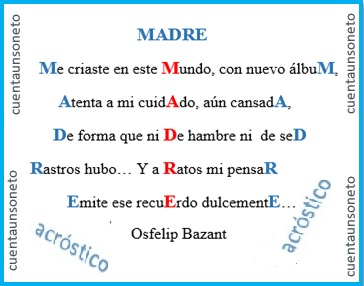 MADRE
Me criaste en este Mundo, con nuevo álbuM,
Atenta a mi cuidAdo, aún cansadA,
De forma que ni De hambre ni de seD
Rastros hubo… Y a Ratos mi pensaR
Emite ese recuErdo dulcementE…
Osfelip Bazant
cuentaunsoneto
cuentaunsoneto
cuentaunsoneto
cuentaunsoneto
acróstico
acróstico